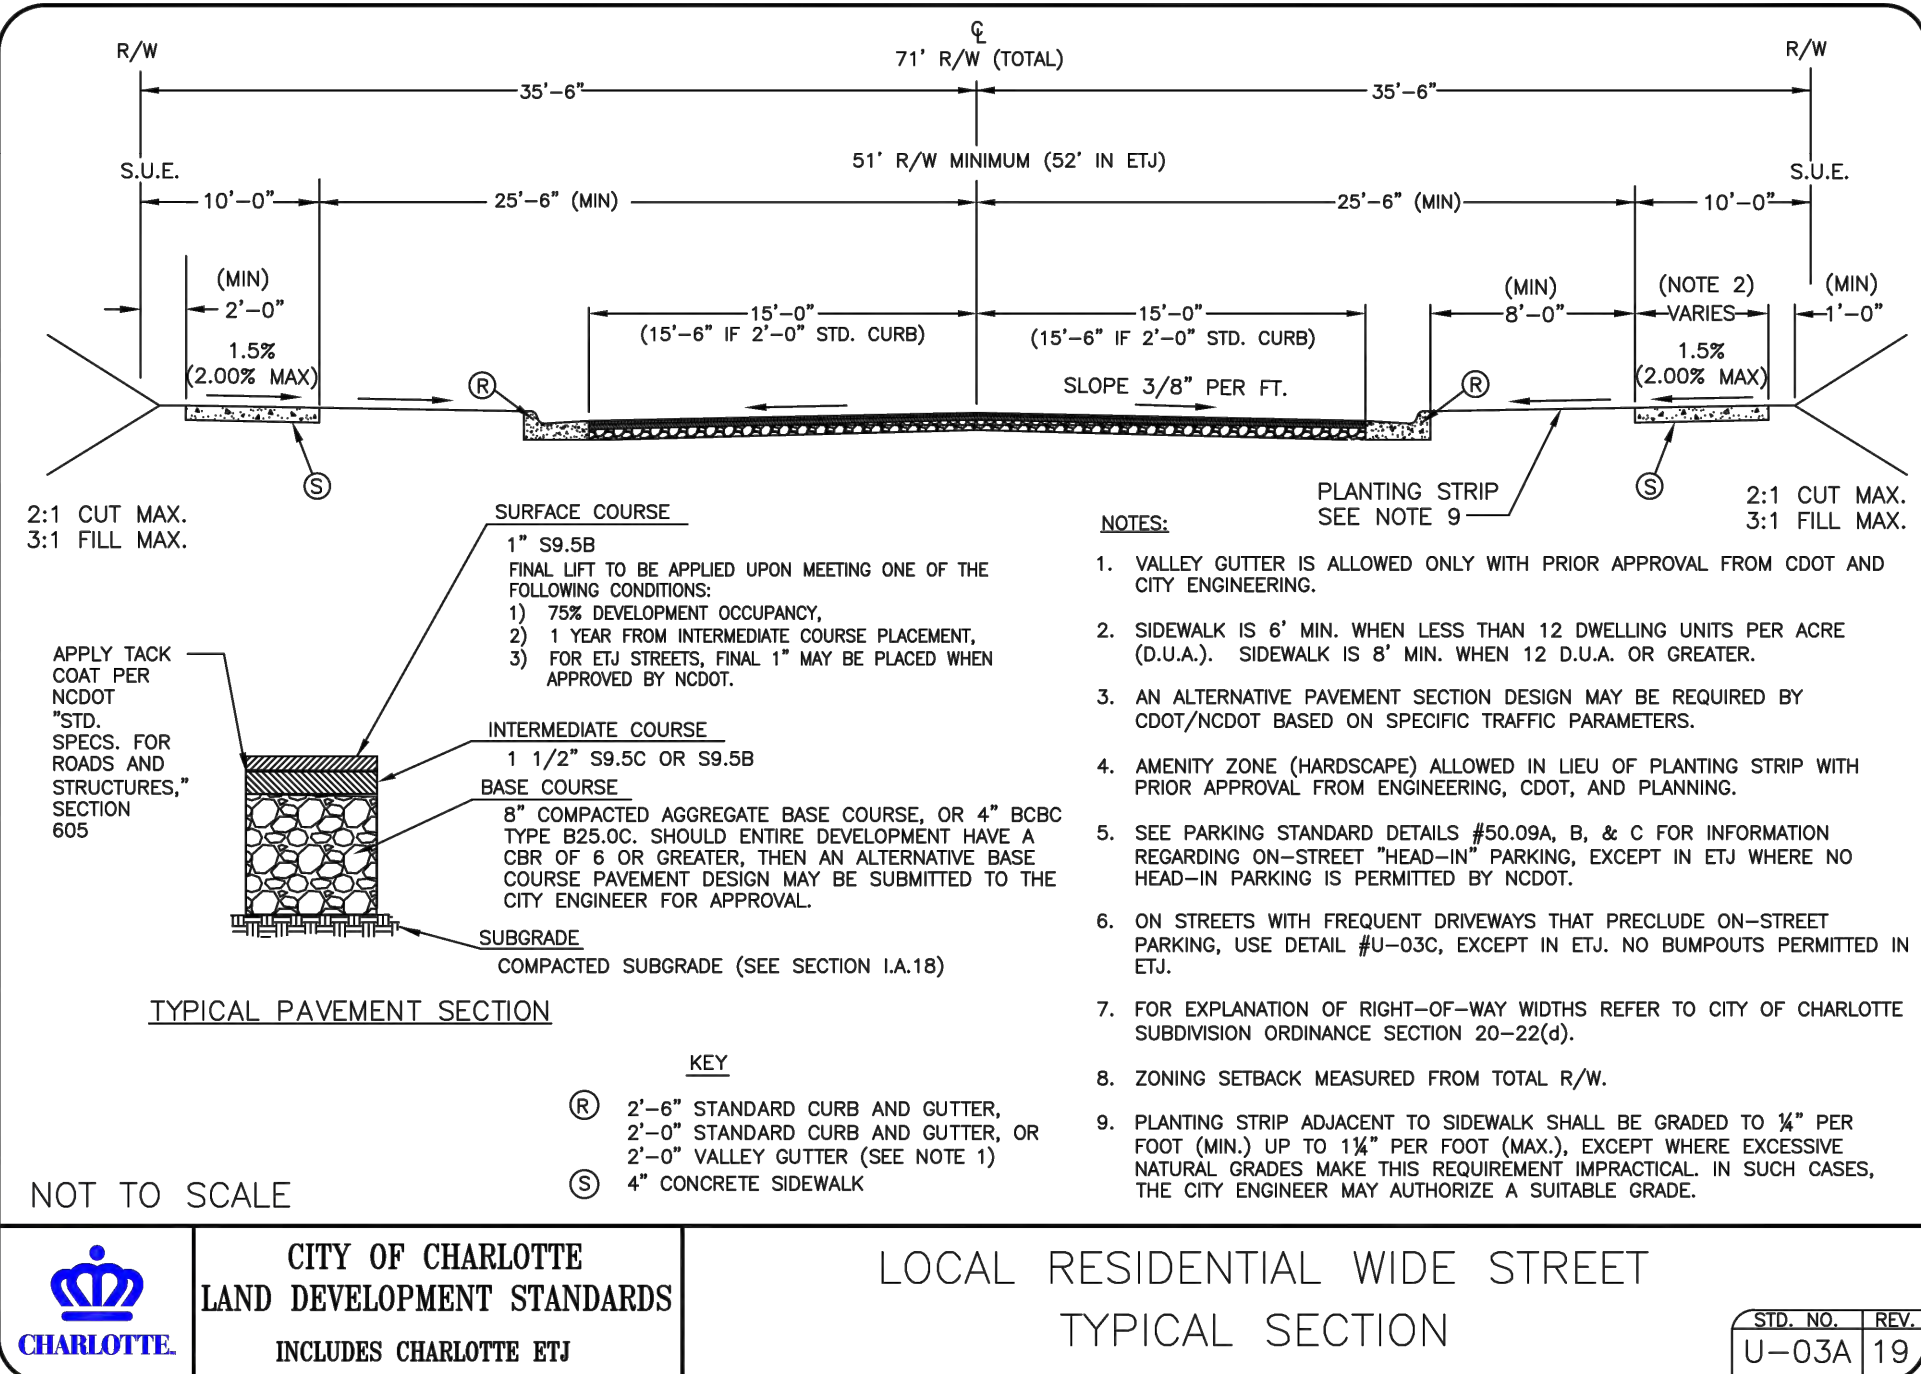 ℄
R/W
71' R/W (TOTAL)
R/W
35'-6"
35'-6"
51' R/W MINIMUM (52' IN ETJ)
S.U.E.
S.U.E.
10'-0"
25'-6" (MIN)
25'-6" (MIN)
10'-0"
(MIN)
2'-0"
15'-0"
(15'-6" IF 2'-0" STD. CURB)
15'-0"
(15'-6" IF 2'-0" STD. CURB)
(MIN)
8'-0"
(NOTE 2)
VARIES
(MIN)
1'-0"
1.5%
(2.00% MAX)
R
SLOPE 3/8" PER FT.
R
1.5%
(2.00% MAX)
S
S
2:1 CUT MAX.
3:1 FILL MAX.
PLANTING STRIP
SEE NOTE 9
2:1 CUT MAX.
3:1 FILL MAX.
SURFACE COURSE
1" S9.5B
FINAL LIFT TO BE APPLIED UPON MEETING ONE OF THE
FOLLOWING CONDITIONS:
1) 75% DEVELOPMENT OCCUPANCY,
2) 1 YEAR FROM INTERMEDIATE COURSE PLACEMENT,
3) FOR ETJ STREETS, FINAL 1" MAY BE PLACED WHEN
APPROVED BY NCDOT.
APPLY TACK
COAT PER
NCDOT
"STD.
SPECS. FOR
ROADS AND
STRUCTURES,"
SECTION
605
INTERMEDIATE COURSE
1 1/2" S9.5C OR S9.5B
BASE COURSE
8" COMPACTED AGGREGATE BASE COURSE, OR 4" BCBC
TYPE B25.0C. SHOULD ENTIRE DEVELOPMENT HAVE A
CBR OF 6 OR GREATER, THEN AN ALTERNATIVE BASE
COURSE PAVEMENT DESIGN MAY BE SUBMITTED TO THE
CITY ENGINEER FOR APPROVAL.
SUBGRADE
COMPACTED SUBGRADE (SEE SECTION I.A.18)
TYPICAL PAVEMENT SECTION
KEY
R 2'-6" STANDARD CURB AND GUTTER,
2'-0" STANDARD CURB AND GUTTER, OR
2'-0" VALLEY GUTTER (SEE NOTE 1)
S 4" CONCRETE SIDEWALK
NOTES:
1. VALLEY GUTTER IS ALLOWED ONLY WITH PRIOR APPROVAL FROM CDOT AND
CITY ENGINEERING.
2. SIDEWALK IS 6' MIN. WHEN LESS THAN 12 DWELLING UNITS PER ACRE
(D.U.A.). SIDEWALK IS 8' MIN. WHEN 12 D.U.A. OR GREATER.
3. AN ALTERNATIVE PAVEMENT SECTION DESIGN MAY BE REQUIRED BY
CDOT/NCDOT BASED ON SPECIFIC TRAFFIC PARAMETERS.
4. AMENITY ZONE (HARDSCAPE) ALLOWED IN LIEU OF PLANTING STRIP WITH
PRIOR APPROVAL FROM ENGINEERING, CDOT, AND PLANNING.
5. SEE PARKING STANDARD DETAILS #50.09A, B, & C FOR INFORMATION
REGARDING ON-STREET "HEAD-IN" PARKING, EXCEPT IN ETJ WHERE NO
HEAD-IN PARKING IS PERMITTED BY NCDOT.
6. ON STREETS WITH FREQUENT DRIVEWAYS THAT PRECLUDE ON-STREET
PARKING, USE DETAIL #U-03C, EXCEPT IN ETJ. NO BUMPOUTS PERMITTED IN
ETJ.
7. FOR EXPLANATION OF RIGHT-OF-WAY WIDTHS REFER TO CITY OF CHARLOTTE
SUBDIVISION ORDINANCE SECTION 20-22(d).
8. ZONING SETBACK MEASURED FROM TOTAL R/W.
9. PLANTING STRIP ADJACENT TO SIDEWALK SHALL BE GRADED TO ¼" PER
FOOT (MIN.) UP TO 1¼" PER FOOT (MAX.), EXCEPT WHERE EXCESSIVE
NATURAL GRADES MAKE THIS REQUIREMENT IMPRACTICAL. IN SUCH CASES,
THE CITY ENGINEER MAY AUTHORIZE A SUITABLE GRADE.
NOT TO SCALE
CHARLOTTE.
CITY OF CHARLOTTE
LAND DEVELOPMENT STANDARDS
INCLUDES CHARLOTTE ETJ
LOCAL RESIDENTIAL WIDE STREET
TYPICAL SECTION
STD. NO. REV.
U-03A 19